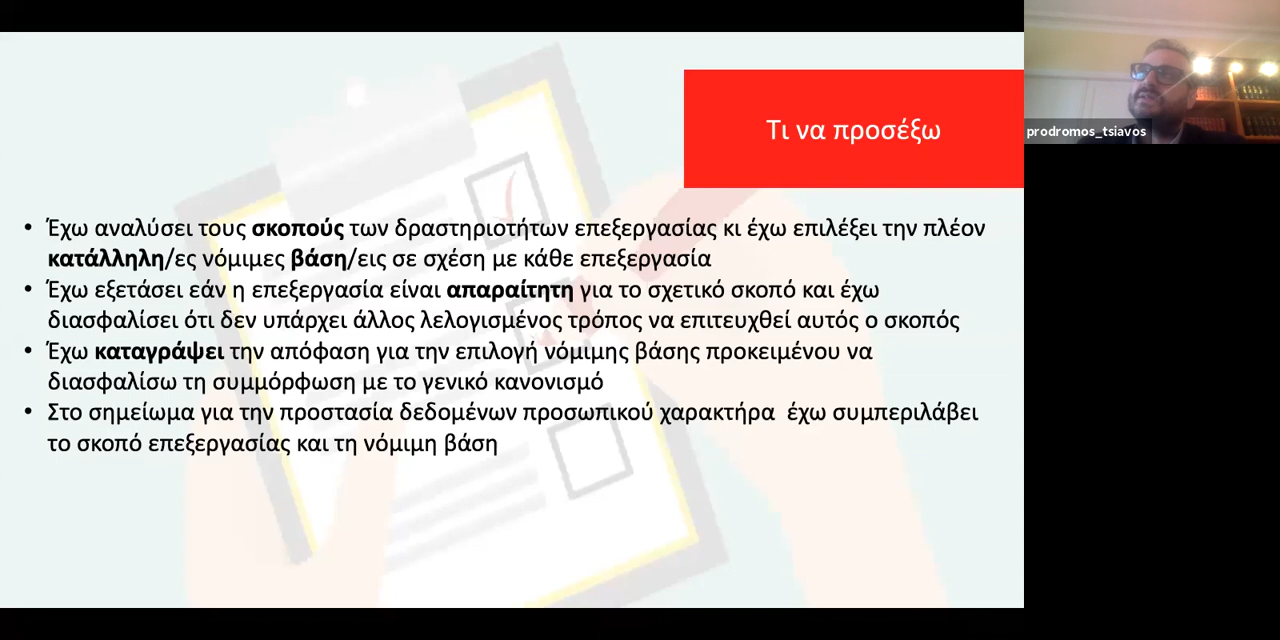 Τι να προσέξω
prodromos_tsiavos
• Έχω αναλύσει τους σκοπούς των δραστηριοτήτων επεξεργασίας κι έχω επιλέξει την πλέον
κατάλληλη/ες νόμιμες βάση/εις σε σχέση με κάθε επεξεργασία
• Έχω εξετάσει εάν η επεξεργασία είναι απαραίτητη για το σχετικό σκοπό και έχω
διασφαλίσει ότι δεν υπάρχει άλλος λελογισμένος τρόπος να επιτευχθεί αυτός ο σκοπός
• Έχω καταγράψει την απόφαση για την επιλογή νόμιμης βάσης προκειμένου να
διασφαλίσω τη συμμόρφωση με το γενικό κανονισμό
• Στο σημείωμα για την προστασία δεδομένων προσωπικού χαρακτήρα  έχω συμπεριλάβει
το σκοπό επεξεργασίας και τη νόμιμη βάση